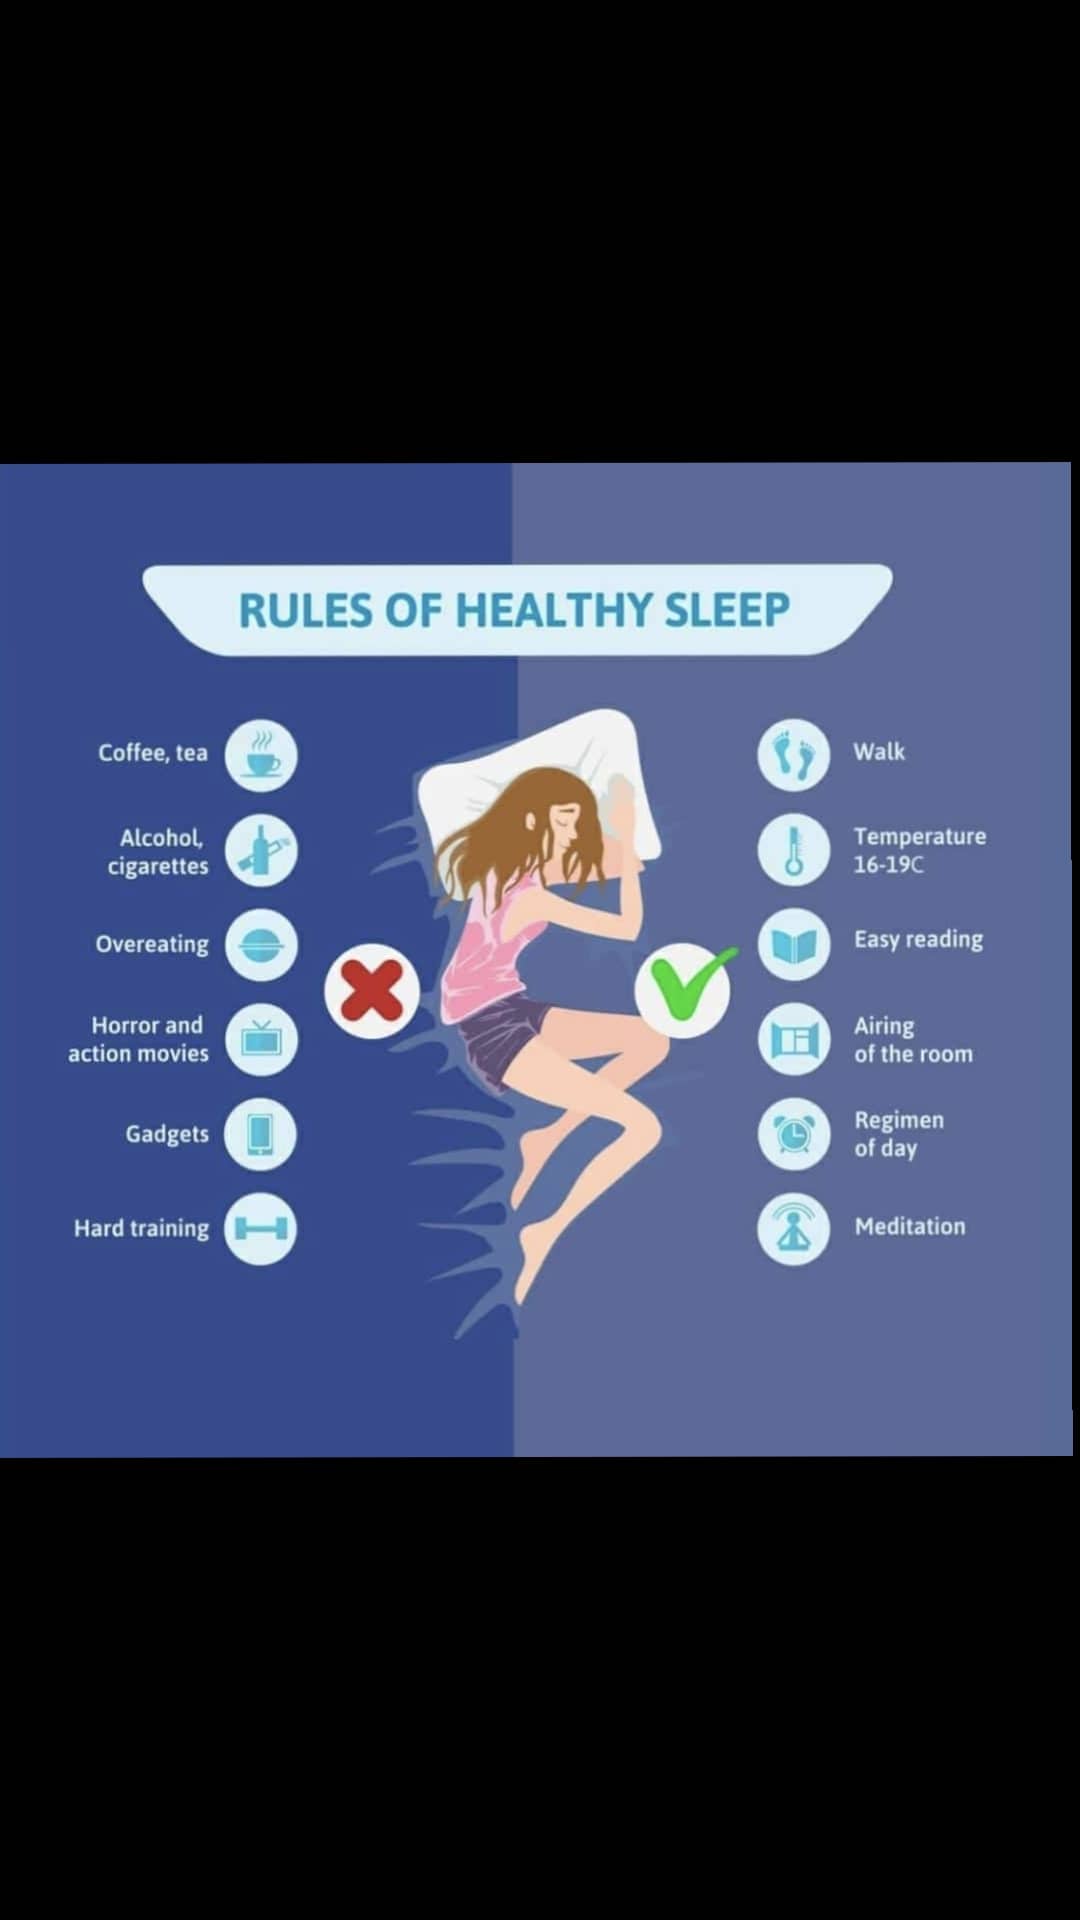 RULES OF HEALTHY SLEEP
Coffee, tea
Alcohol,
cigarettes
Overeating
Horror and
action movies
Gadgets
Hard training
Walk
Temperature
16-19C
Easy reading
Airing
of the room
Regimen
of day
Meditation